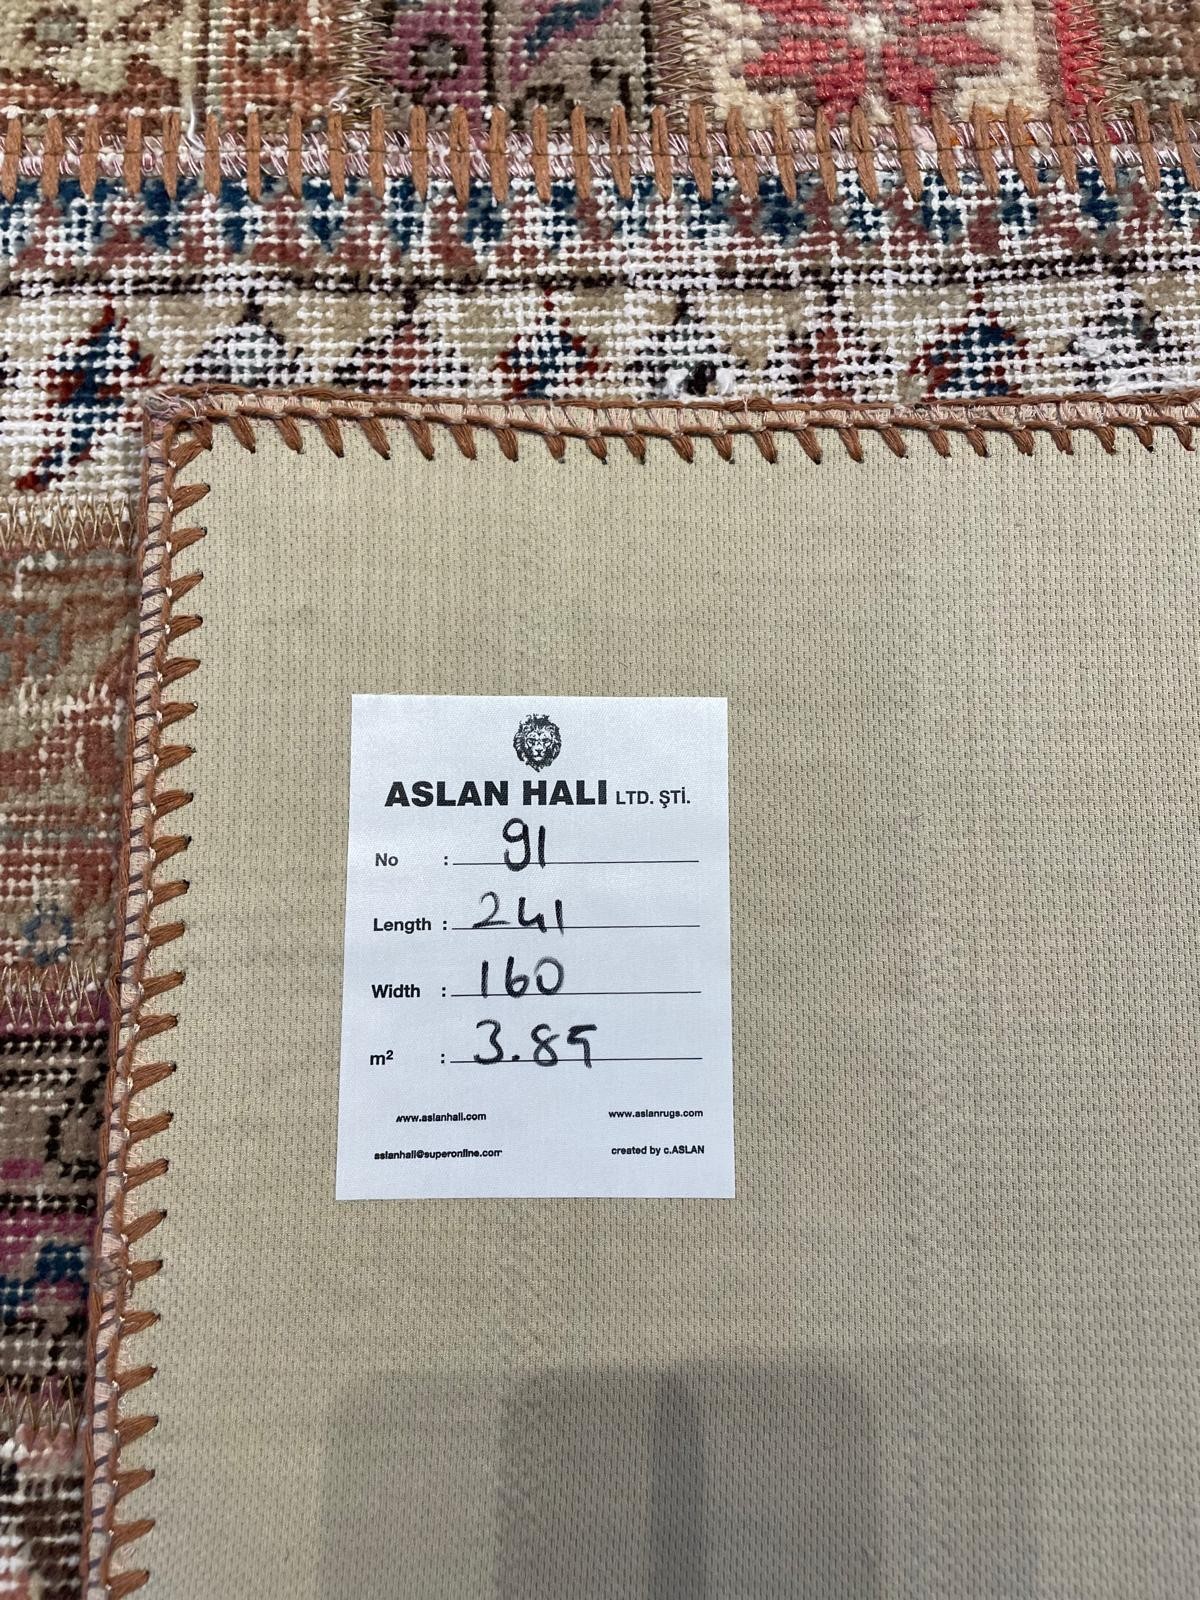 ASLAN HALI LTD. ŞTİ.
No : 91
Length : 241
Width : 160
m² : 3.85
www.aslanhali.com www.aslanrugs.com
aslanhali@superonline.com created by c.ASLAN